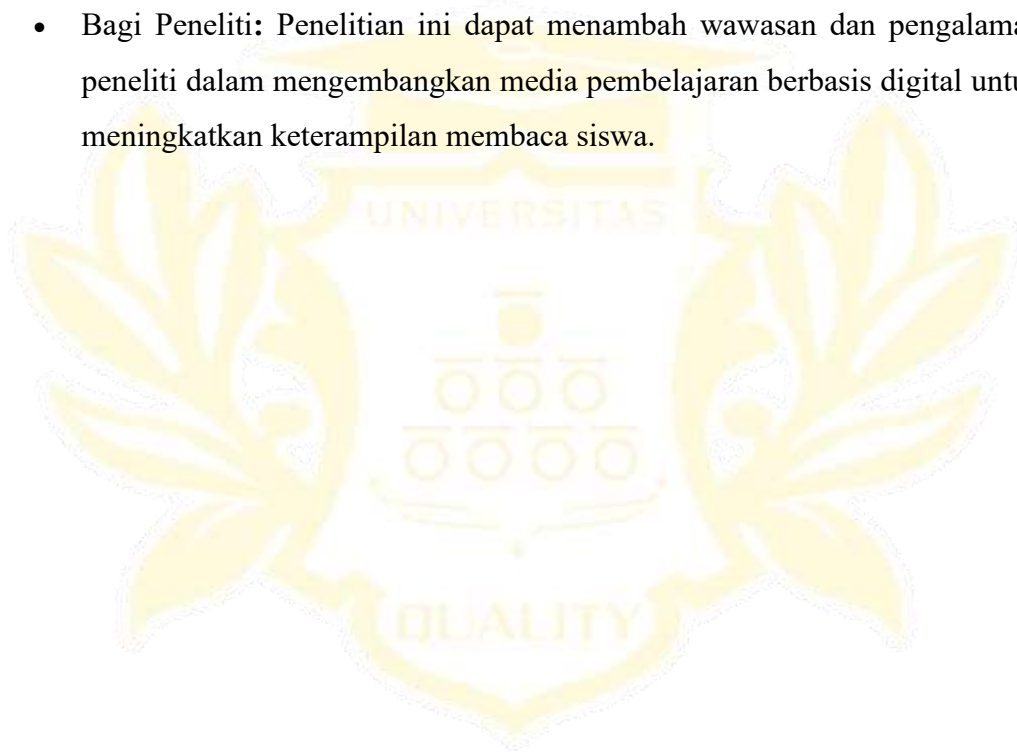 • Bagi Peneliti: Penelitian ini dapat menambah wawasan dan pengalama
peneliti dalam mengembangkan media pembelajaran berbasis digital untu
meningkatkan keterampilan membaca siswa.
UNIVERSITAS
QUALITY